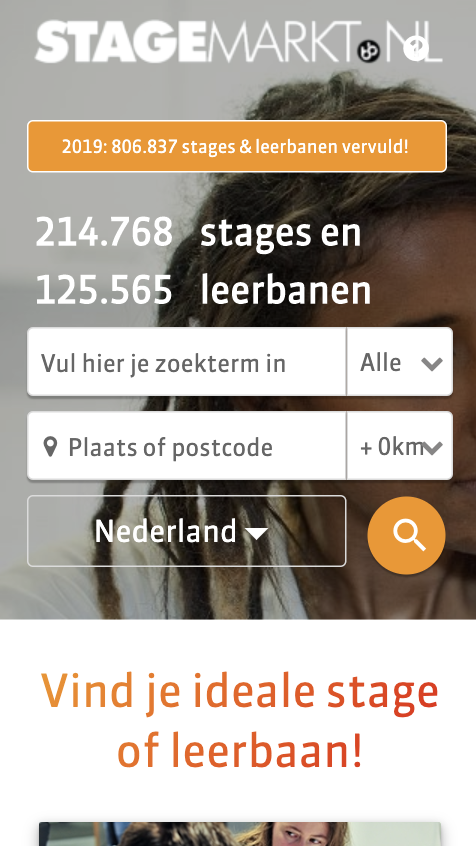 STAGEMARKT.NL
2019: 806.837 stages & leerbanen vervuld!
214.768 stages en
125.565 leerbanen
Vul hier je zoekterm in Alle
Plaats of postcode + 0km
Nederland
Vind je ideale stage
of leerbaan!